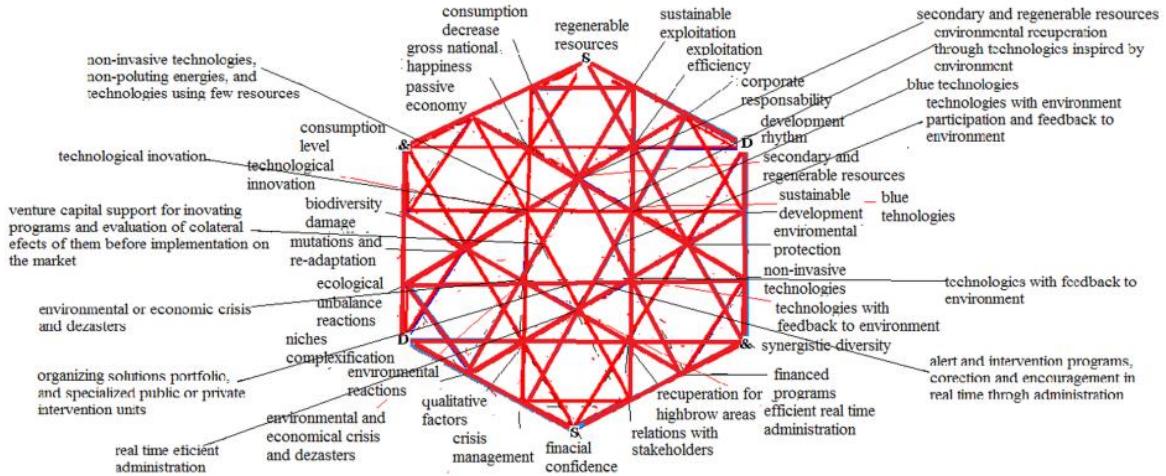 consumption
decrease
gross national
happiness
passive
economy
regenerable
resources
sustainable
exploitation
exploitation
efficiency
secondary and regenerable resources
environmental recuperation
through technologies inspired by
environment
corporate
responsability
blue technologies
development
rhythm
technologies with environment
participation and feedback to
environment
non-invasive technologies,
non-poluting energies, and
technologies using few resources
S
&
D
consumption
level
technological inovation
technological
innovation
secondary and
regenerable resources
biodiversity
damage
sustainable
development
blue
tehnologies
venture capital support for inovating
programs and evaluation of colateral
efects of them before implementation on
the market
mutations and
re-adaptation
enviromental
protection
ecological
unbalance
reactions
non-invasive
technologies
technologies with feedback to
environment
environmental or economic crisis
and dezasters
technologies with
feedback to environment
D
&
niches
complexification
synergistic diversity
organizing solutions portfolio,
and specialized public or private
intervention units
environmental
reactions
alert and intervention programs,
corection and encouragement in
real time throgh administration
financed
programs
efficient real time
administration
qualitative
factors
recuperation for
highbrow areas
environmental and
economical crisis
and dezasters
crisis
management
S
finacial
confidence
relations with
stakeholders
real time eficient
administration